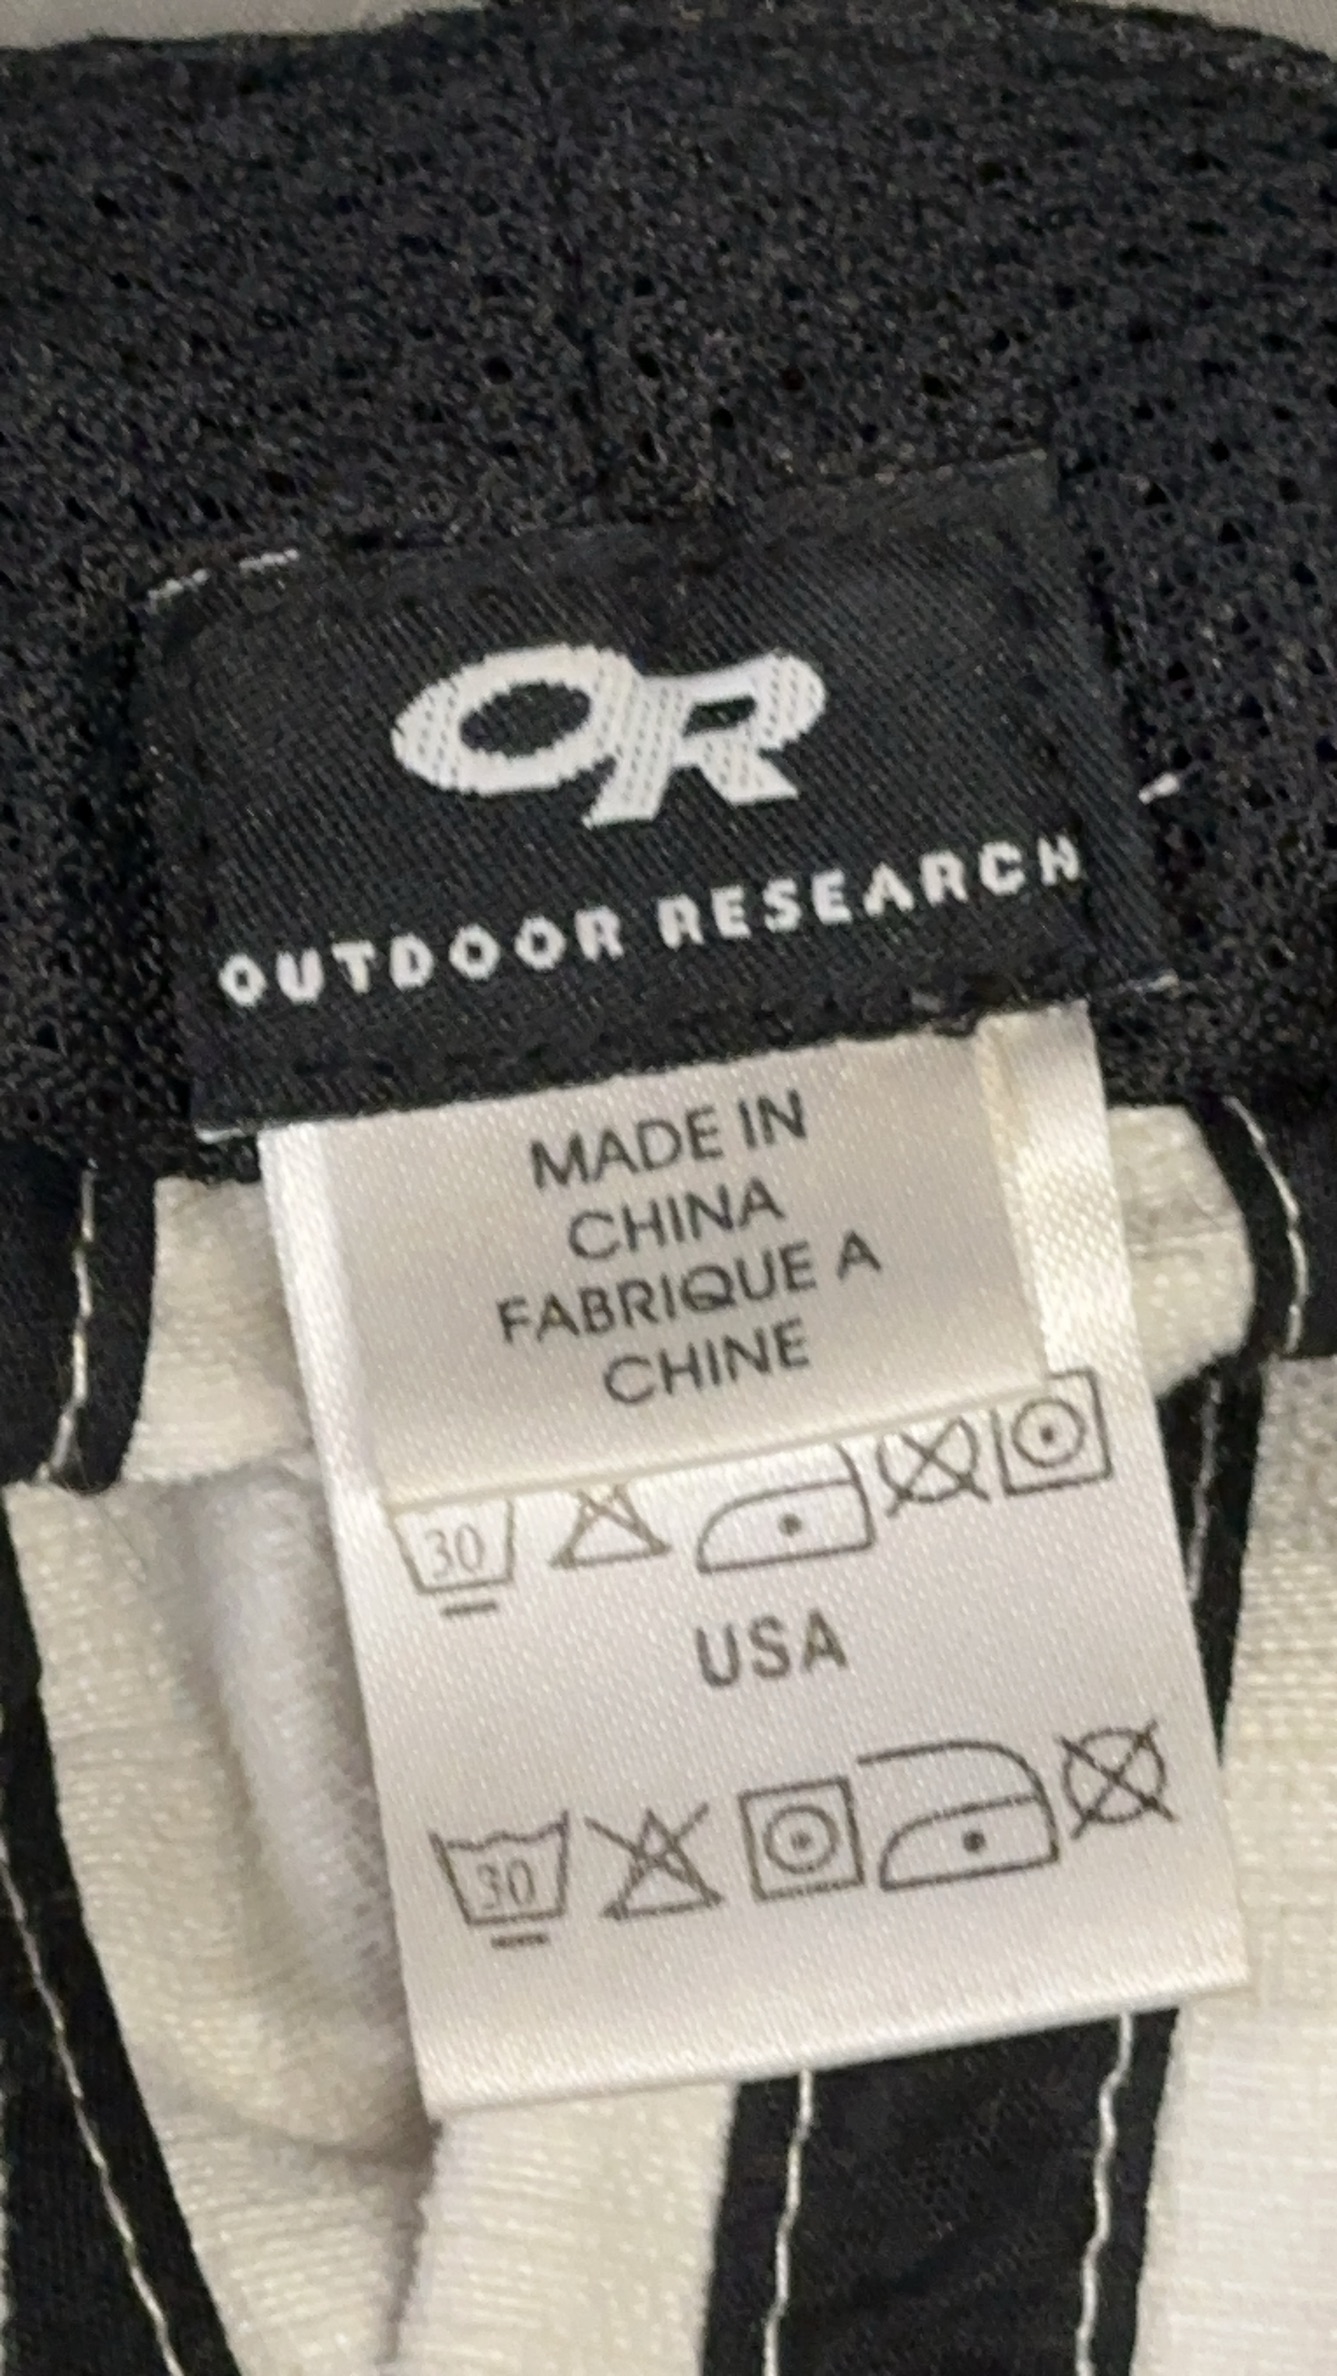 OR
OUTDOOR RESEARCH
MADE IN
CHINA
FABRIQUE A
CHINE
30
USA
30